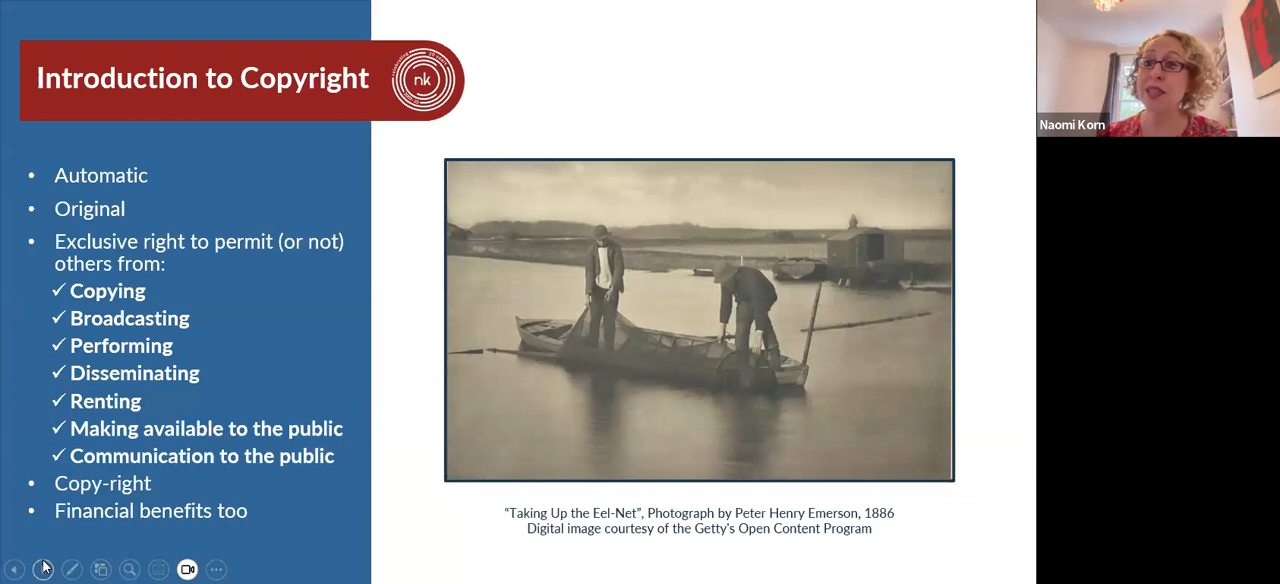 Introduction to Copyright
nk
• Automatic
• Original
• Exclusive right to permit (or not)
others from:
✓ Copying
✓ Broadcasting
✓ Performing
✓ Disseminating
✓ Renting
✓ Making available to the public
✓ Communication to the public
• Copy-right
• Financial benefits too
"Taking Up the Eel-Net", Photograph by Peter Henry Emerson, 1886
Digital image courtesy of the Getty's Open Content Program
Naomi Korn